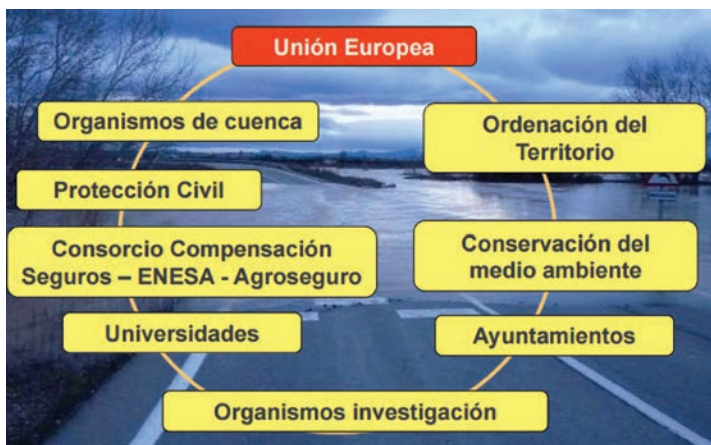 Unión Europea
Organismos de cuenca
Ordenación del
Territorio
Protección Civil
Consorcio Compensación
Seguros – ENESA - Agroseguro
Conservación del
medio ambiente
Universidades
Ayuntamientos
Organismos investigación